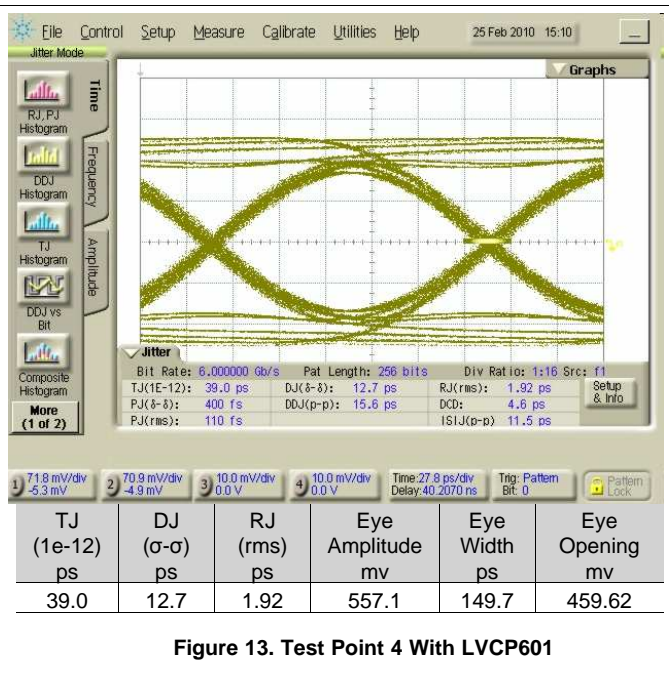 File Control Setup Measure Calibrate Utilities Help 25 Feb 2010 15:10
Jitter Mode
Graphs
Time
Frequency
Amplitude
RJ, PJ
Histogram
DDJ
Histogram
TJ
Histogram
DDJ vs
Bit
Composite
Histogram
More
(1 of 2)
Jitter
Bit Rate: 6.000000 Gb/s Pat Length: 256 bits Div Ratio: 1:16 Src: f1
TJ(1E-12): 39.0 ps DJ(δ-δ): 12.7 ps RJ(rms): 1.92 ps
PJ(δ-δ): 400 fs DDJ(p-p): 15.6 ps DCD: 4.6 ps
PJ(rms): 110 fs ISIJ(p-p) 11.5 ps
Setup
& Info
1) 71.8 mV/div
-5.3 mV
2) 70.9 mV/div
-4.9 mV
3) 10.0 mV/div
0.0 V
4) 10.0 mV/div
0.0 V
Time:27.8 ps/div
Delay:40.2070 ns
Trig: Pattern
Bit: 0
Pattern
Lock
TJ DJ RJ Eye Eye Eye
(1e-12) (σ-σ) (rms) Amplitude Width Opening
ps ps ps mv ps mv
39.0 12.7 1.92 557.1 149.7 459.62
Figure 13. Test Point 4 With LVCP601